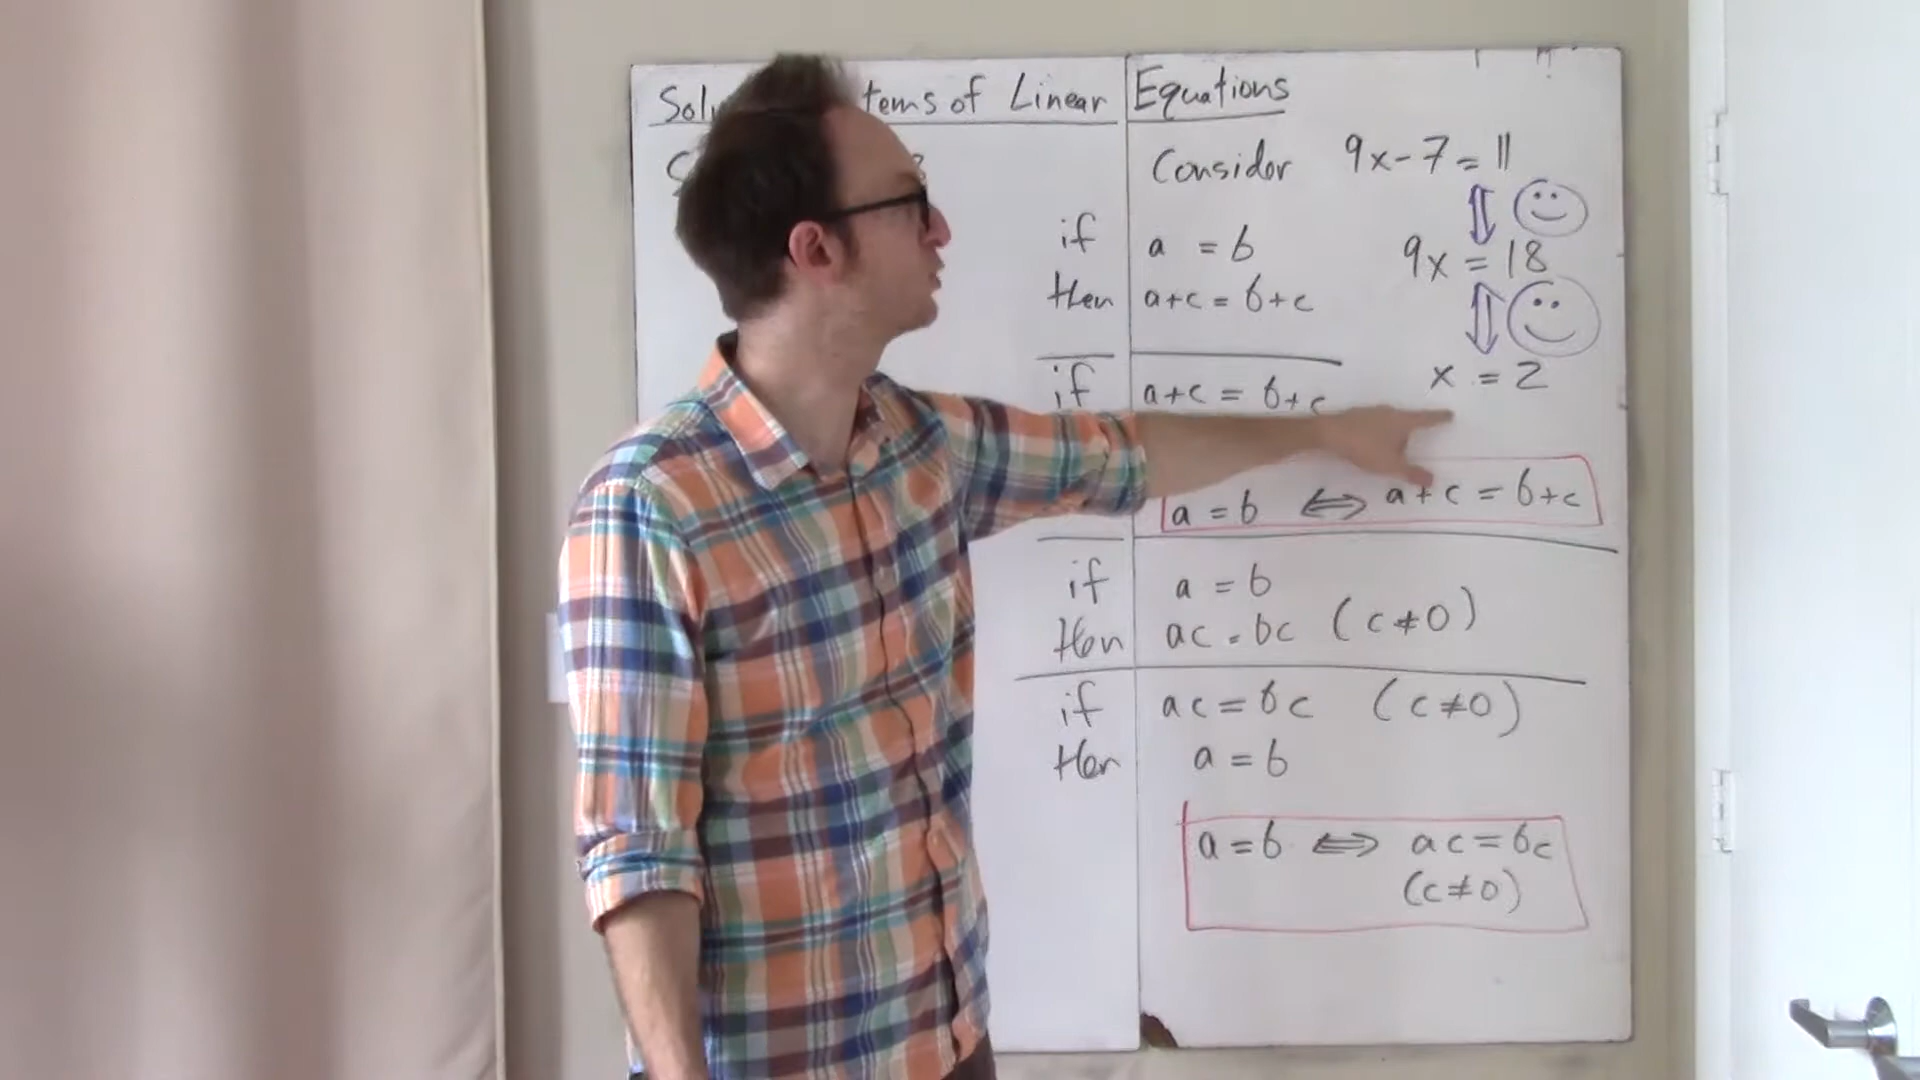 Sol tems of Linear Equations
Consider 9x - 7 = 11
if a = b
9x = 18
then a+c = b+c
x = 2
if a+c = b+c
a = b ⟺ a+c = b+c
if a = b
then ac = bc (c≠0)
if ac = bc (c≠0)
then a = b
a = b ⟺ ac = bc
(c≠0)